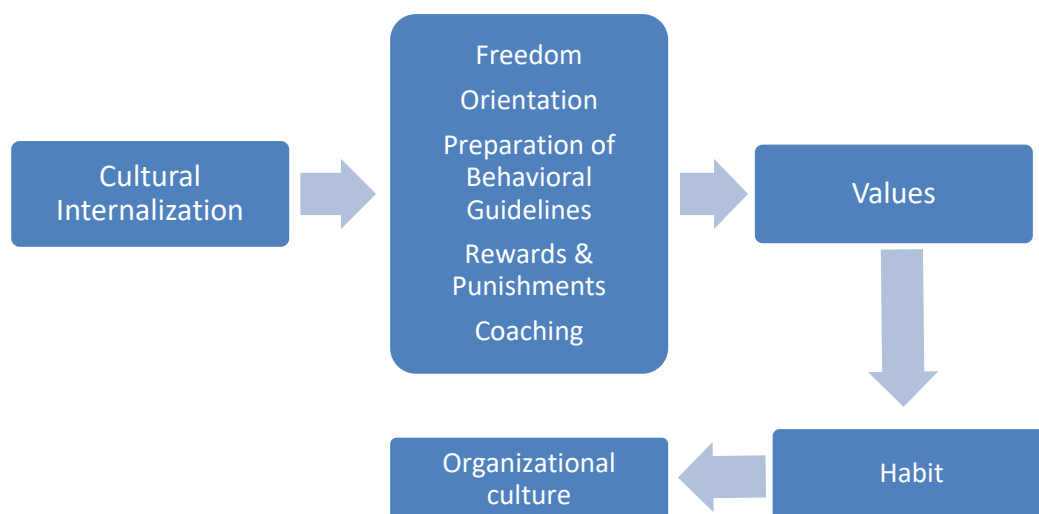 Cultural
Internalization
Freedom
Orientation
Preparation of
Behavioral
Guidelines
Rewards &
Punishments
Coaching
Values
Habit
Organizational
culture